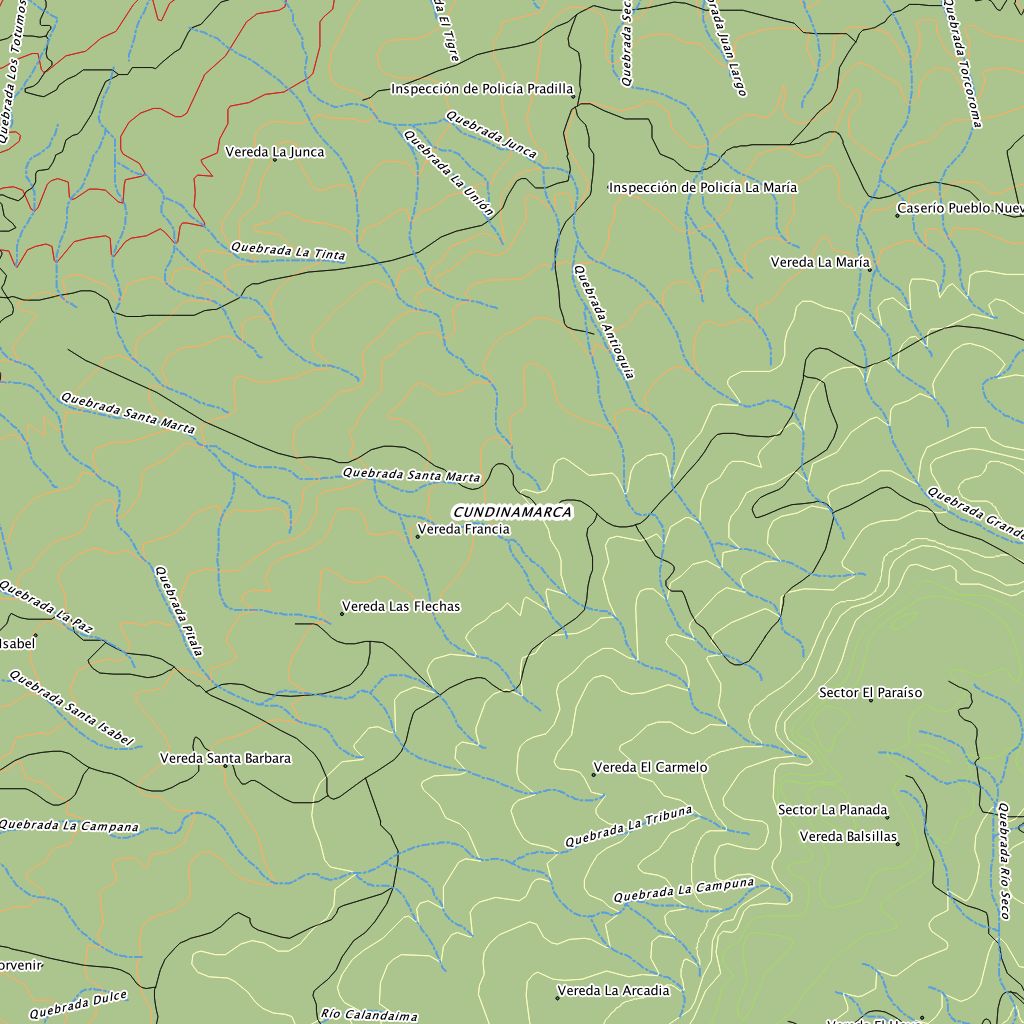 Quebrada Los Totumos
da El Tigre
Quebrada Seca
ebrada Juan Largo
Quebrada Torcoroma
Inspección de Policía Pradilla
Quebrada Junca
Vereda La Junca
Quebrada La Unión
Inspección de Policía La María
Caserío Pueblo Nuev
Quebrada La Tinta
Vereda La María
Quebrada Antioquia
Quebrada Santa Marta
Quebrada Santa Marta
CUNDINAMARCA
Vereda Francia
Quebrada Grande
Quebrada La Paz
Quebrada Pitala
Vereda Las Flechas
Isabel
Quebrada Santa Isabel
Sector El Paraíso
Vereda Santa Barbara
Vereda El Carmelo
Sector La Planada
Quebrada La Campana
Quebrada La Tribuna
Vereda Balsillas
Quebrada Río Seco
Quebrada La Campuna
orvenir
Vereda La Arcadia
Quebrada Dulce
Río Calandaima